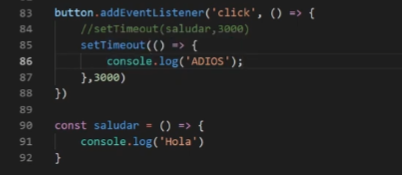 83 button.addEventListener('click', () => {
84     //setTimeout(saludar,3000)
85     setTimeout(() => {
86         console.log('ADIOS');
87     },3000)
88 })
89
90 const saludar = () => {
91     console.log('Hola')
92 }